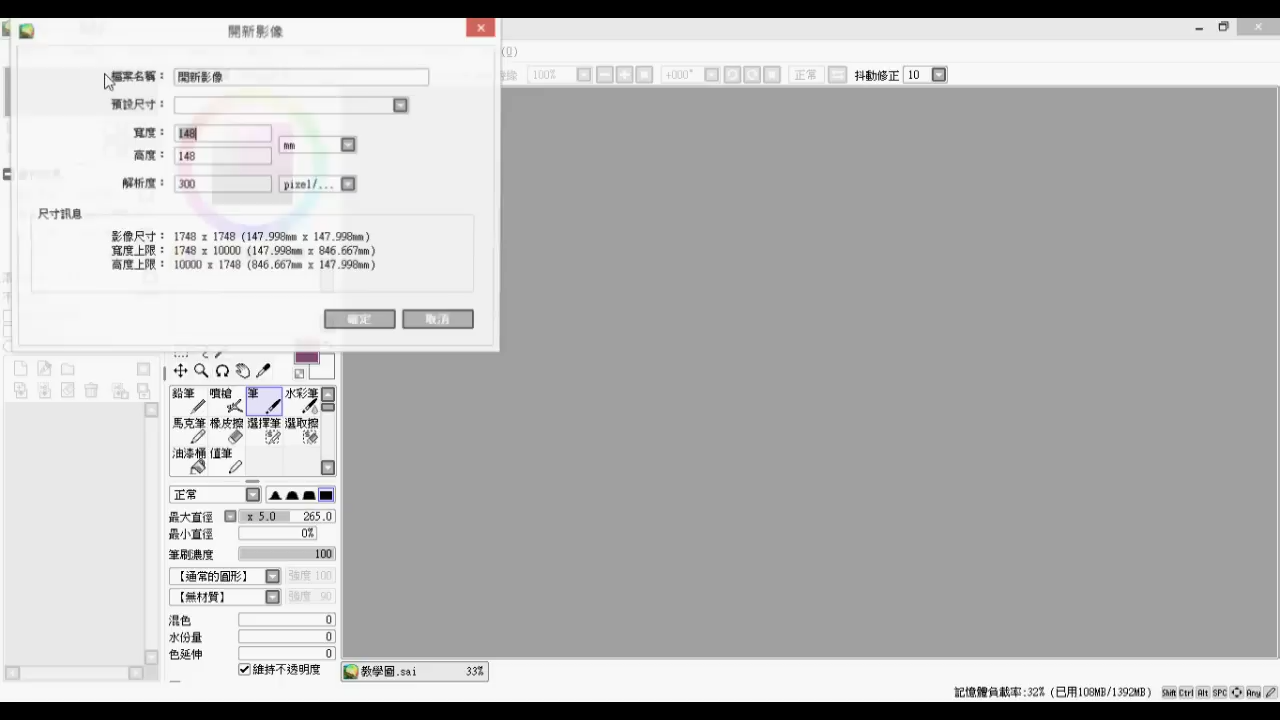 開新影像
(O)
100%
+000°
正常
抖動修正 10
檔案名稱： 開新影像
預設尺寸：
寬度： 148
mm
高度： 148
解析度： 300 pixel/...
尺寸訊息
影像尺寸： 1748 x 1748 (147.998mm x 147.998mm)
寬度上限： 1748 x 10000 (147.998mm x 846.667mm)
高度上限： 10000 x 1748 (846.667mm x 147.998mm)
確定 取消
鉛筆 噴槍 筆 水彩筆
馬克筆 橡皮擦 選擇筆 選取擦
油漆桶 值筆
正常
最大直徑 x 5.0 265.0
最小直徑 0%
筆刷濃度 100
【通常的圓形】 強度 100
【無材質】 強度 90
混色 0
水份量 0
色延伸 0
維持不透明度
教學圖.sai 33%
記憶體負載率:32% (已用108MB/1392MB) Shift Ctrl Alt SPC Any